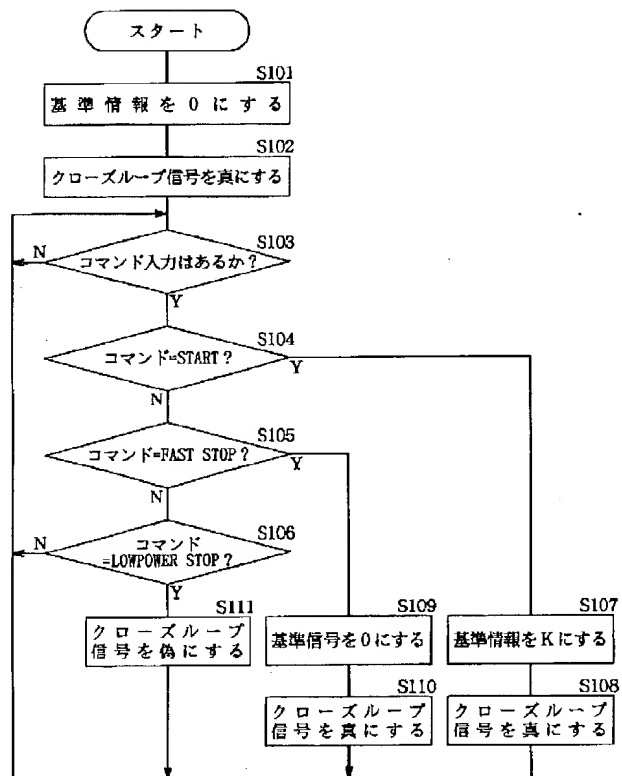 スタート
S101
基準情報を0にする
S102
クローズループ信号を真にする
S103
N
コマンド入力はあるか?
Y
S104
コマンド=START?
Y
N
S105
コマンド=FAST STOP?
Y
N
S106
N
コマンド
=LOWPOWER STOP?
Y
S111
クローズループ
信号を偽にする
S109
基準信号を0にする
S107
基準情報をKにする
S110
クローズループ
信号を真にする
S108
クローズループ
信号を真にする